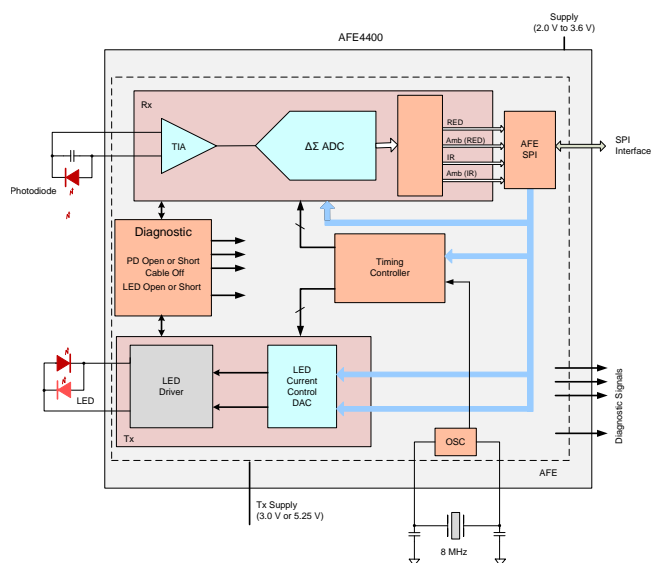 Supply
(2.0 V to 3.6 V)
AFE4400
Rx
TIA
ΔΣ ADC
RED
Amb (RED)
IR
Amb (IR)
AFE
SPI
SPI
Interface
Photodiode
Diagnostic
PD Open or Short
Cable Off
LED Open or Short
Timing
Controller
LED
Driver
LED
Current
Control
DAC
LED
Tx
OSC
Diagnostic Signals
AFE
Tx Supply
(3.0 V or 5.25 V)
8 MHz